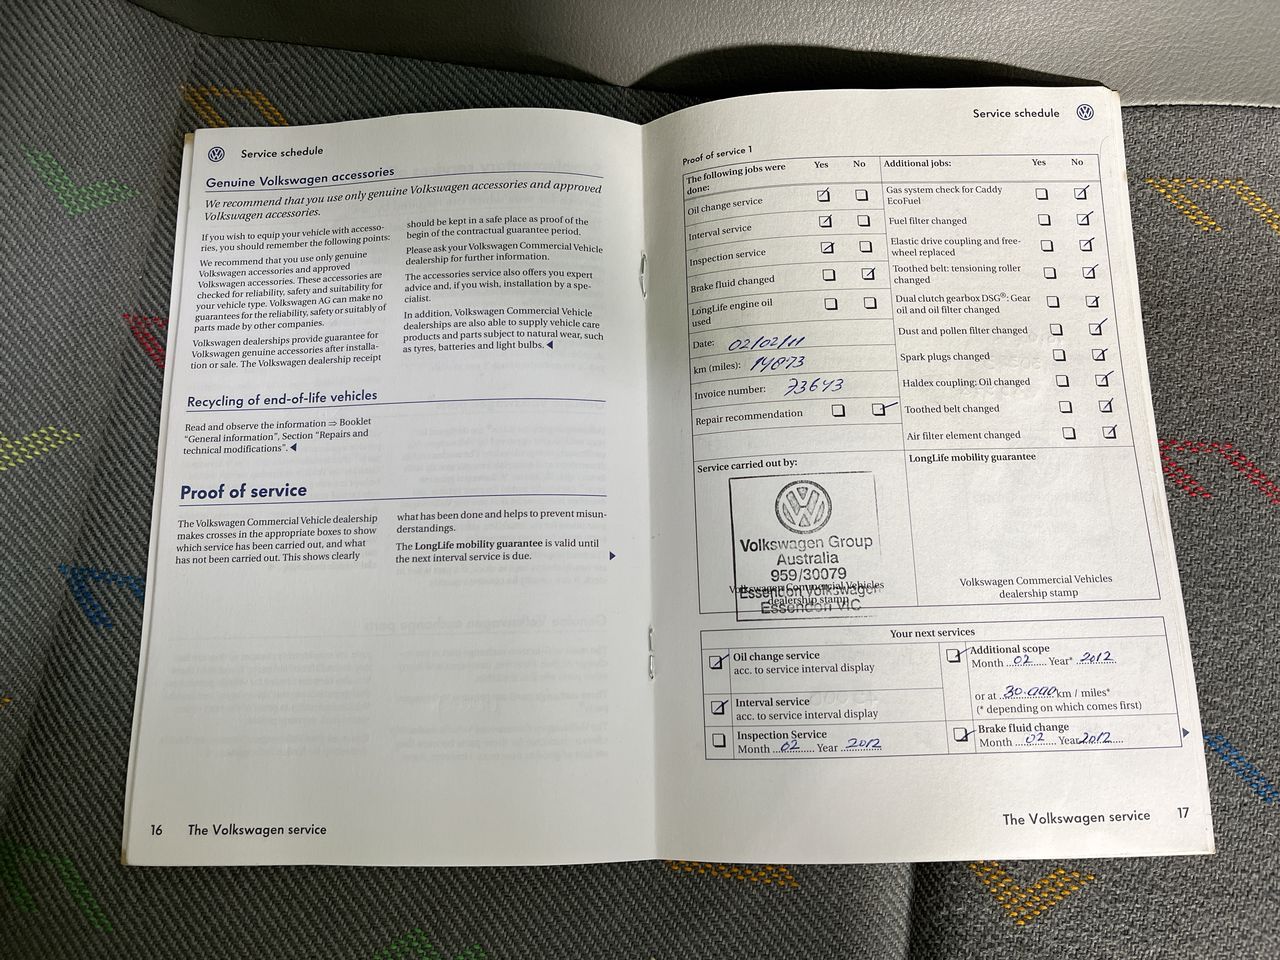 Service schedule
Genuine Volkswagen accessories
We recommend that you use only genuine Volkswagen accessories and approved
Volkswagen accessories.
If you wish to equip your vehicle with accesso-
ries, you should remember the following points:
We recommend that you use only genuine
Volkswagen accessories and approved
Volkswagen accessories. These accessories are
checked for reliability, safety and suitability for
your vehicle type. Volkswagen AG can make no
guarantees for the reliability, safety or suitably of
parts made by other companies.
Volkswagen dealerships provide guarantee for
Volkswagen genuine accessories after installa-
tion or sale. The Volkswagen dealership receipt
should be kept in a safe place as proof of the
begin of the contractual guarantee period.
Please ask your Volkswagen Commercial Vehicle
dealership for further information.
The accessories service also offers you expert
advice and, if you wish, installation by a spe-
cialist.
In addition, Volkswagen Commercial Vehicle
dealerships are also able to supply vehicle care
products and parts subject to natural wear, such
as tyres, batteries and light bulbs. ◀
Recycling of end-of-life vehicles
Read and observe the information ⇒ Booklet
“General information”, Section “Repairs and
technical modifications”. ◀
Proof of service
The Volkswagen Commercial Vehicle dealership
makes crosses in the appropriate boxes to show
which service has been carried out, and what
has not been carried out. This shows clearly
what has been done and helps to prevent misun-
derstandings.
The LongLife mobility guarantee is valid until
the next interval service is due. ▶
16 The Volkswagen service
Service schedule
Proof of service 1
The following jobs were
done:
Yes No
Oil change service
Interval service
Inspection service
Brake fluid changed
LongLife engine oil
used
Date: 02/02/11
km (miles): 14873
Invoice number: 73643
Repair recommendation
Additional jobs: Yes No
Gas system check for Caddy
EcoFuel
Fuel filter changed
Elastic drive coupling and free-
wheel replaced
Toothed belt: tensioning roller
changed
Dual clutch gearbox DSG®: Gear
oil and oil filter changed
Dust and pollen filter changed
Spark plugs changed
Haldex coupling: Oil changed
Toothed belt changed
Air filter element changed
Service carried out by:
Volkswagen Group
Australia
959/30079
Essendon Volkswagen
Essendon VIC
Volkswagen Commercial Vehicles
dealership stamp
LongLife mobility guarantee
Volkswagen Commercial Vehicles
dealership stamp
Your next services
Oil change service
acc. to service interval display
Interval service
acc. to service interval display
Inspection Service
Month 02 Year 2012
Additional scope
Month 02 Year* 2012
or at 30.000 km / miles*
(* depending on which comes first)
Brake fluid change
Month 02 Year 2012
The Volkswagen service 17